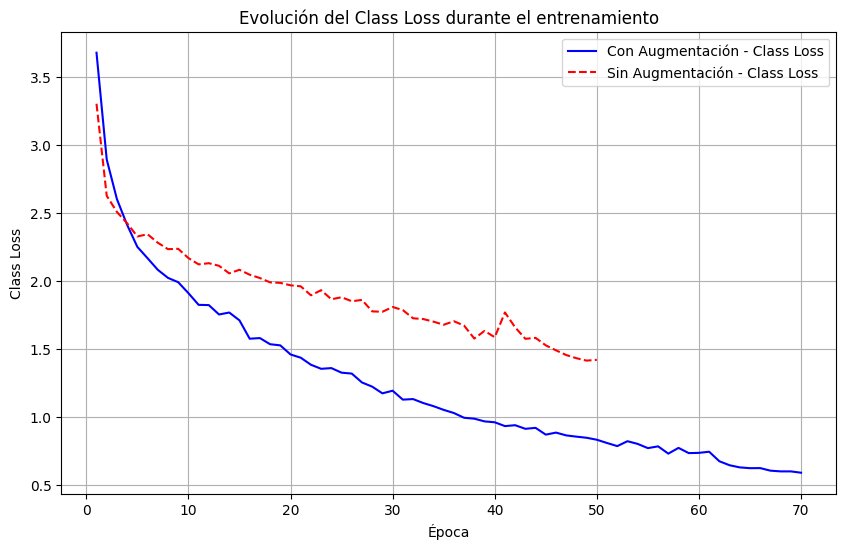 Evolución del Class Loss durante el entrenamiento
Con Augmentación - Class Loss
Sin Augmentación - Class Loss
Class Loss
3.5
3.0
2.5
2.0
1.5
1.0
0.5
0 10 20 30 40 50 60 70
Época